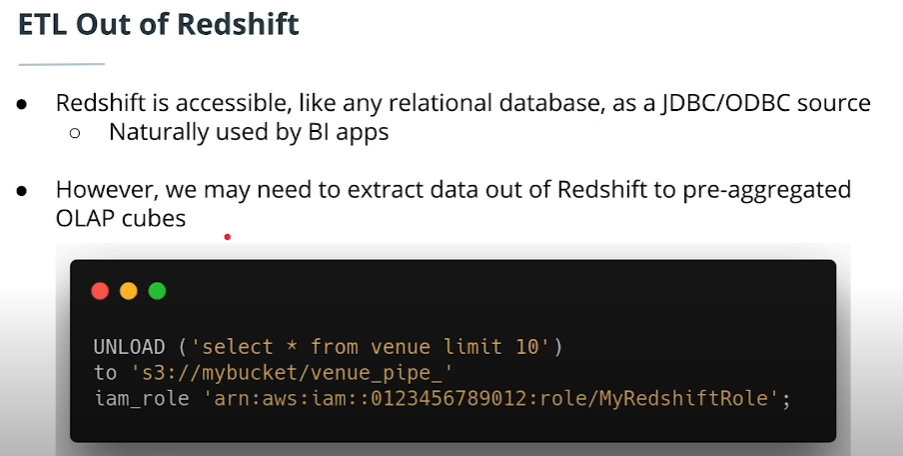 ETL Out of Redshift
● Redshift is accessible, like any relational database, as a JDBC/ODBC source
○ Naturally used by BI apps
● However, we may need to extract data out of Redshift to pre-aggregated
OLAP cubes
UNLOAD ('select * from venue limit 10')
to 's3://mybucket/venue_pipe_'
iam_role 'arn:aws:iam::0123456789012:role/MyRedshiftRole';